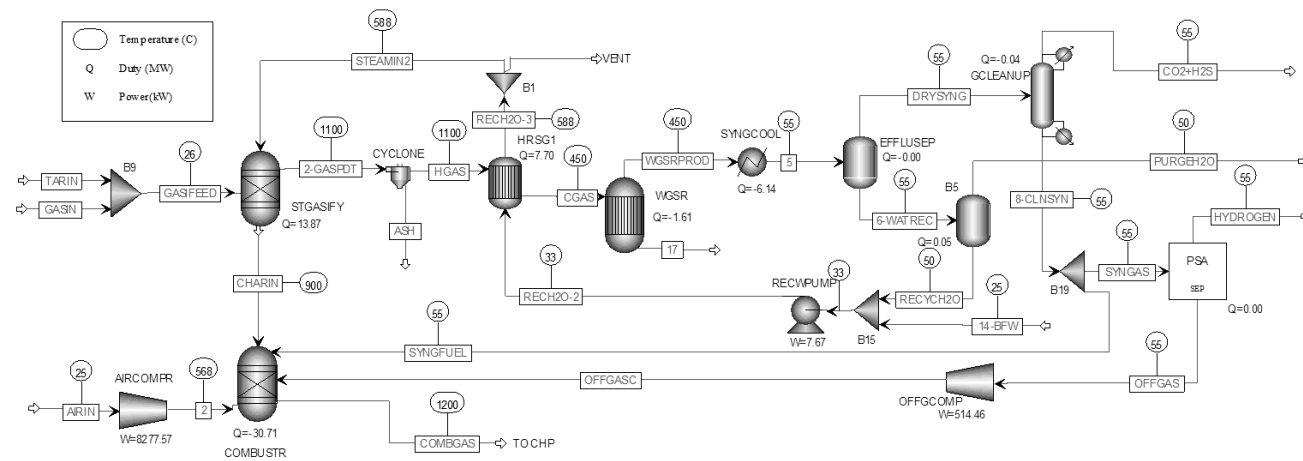 Temperature (C)
Q Duty (MW)
W Power(kW)
588
STEAMIN2
VENT
B1
RECH2O-3
588
26
B9
TARIN
GASIN
GASIFEED
1100
2-GASPDT
STGASIFY
Q=13.87
CYCLONE
ASH
1100
HGAS
HRSG1
Q=7.70
450
CGAS
WGSR
Q=-1.61
17
450
WGSRPROD
SYNGCOOL
Q=-6.14
55
5
EFFLUSEP
Q=-0.00
55
DRYSYNG
Q=-0.04
GCLEANUP
55
CO2+H2S
50
PURGEH2O
55
6-WATREC
B5
Q=0.05
8-CLNSYN
55
55
HYDROGEN
55
SYNGAS
B19
PSA
SEP
Q=0.00
CHARIN
900
33
RECH2O-2
RECWPUMP
W=7.67
33
B15
50
RECYCH2O
25
14-BFW
55
SYNGFUEL
OFFGASC
OFFGCOMP
W=514.46
55
OFFGAS
25
AIRIN
AIRCOMPR
W=8277.57
568
2
Q=-30.71
COMBUSTR
1200
COMBGAS
TOCHP